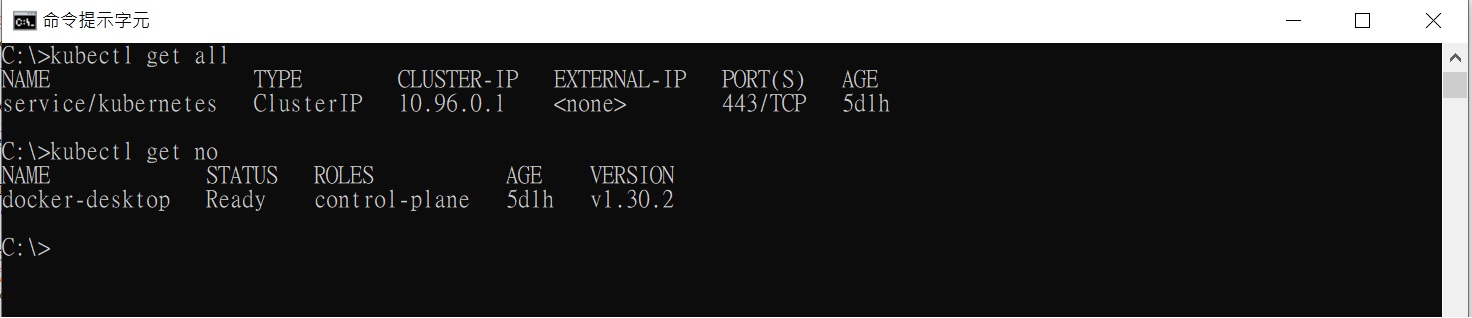 命令提示字元
C:\>kubectl get all
NAME                 TYPE        CLUSTER-IP   EXTERNAL-IP   PORT(S)   AGE
service/kubernetes   ClusterIP   10.96.0.1    <none>        443/TCP   5d1h
C:\>kubectl get no
NAME             STATUS   ROLES           AGE    VERSION
docker-desktop   Ready    control-plane   5d1h   v1.30.2
C:\>